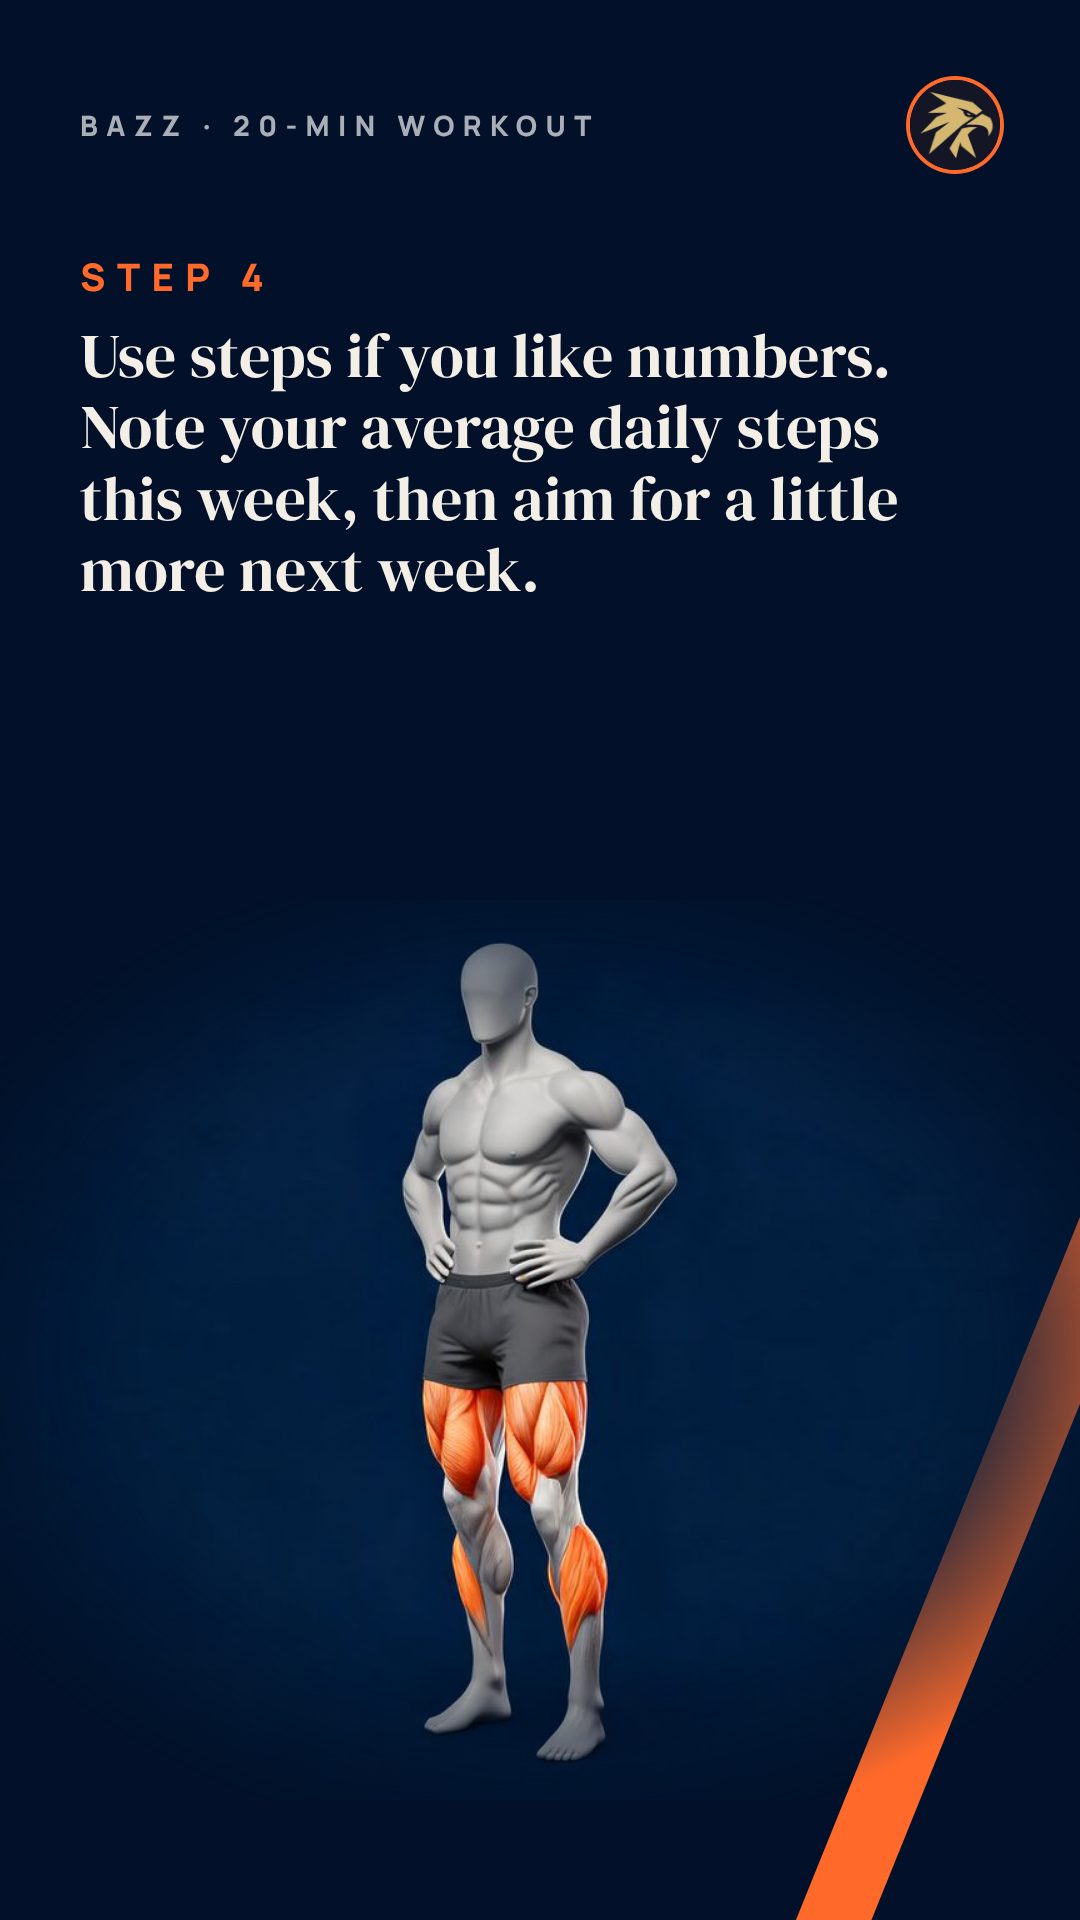 BAZZ · 20-MIN WORKOUT
STEP 4
Use steps if you like numbers.
Note your average daily steps
this week, then aim for a little
more next week.